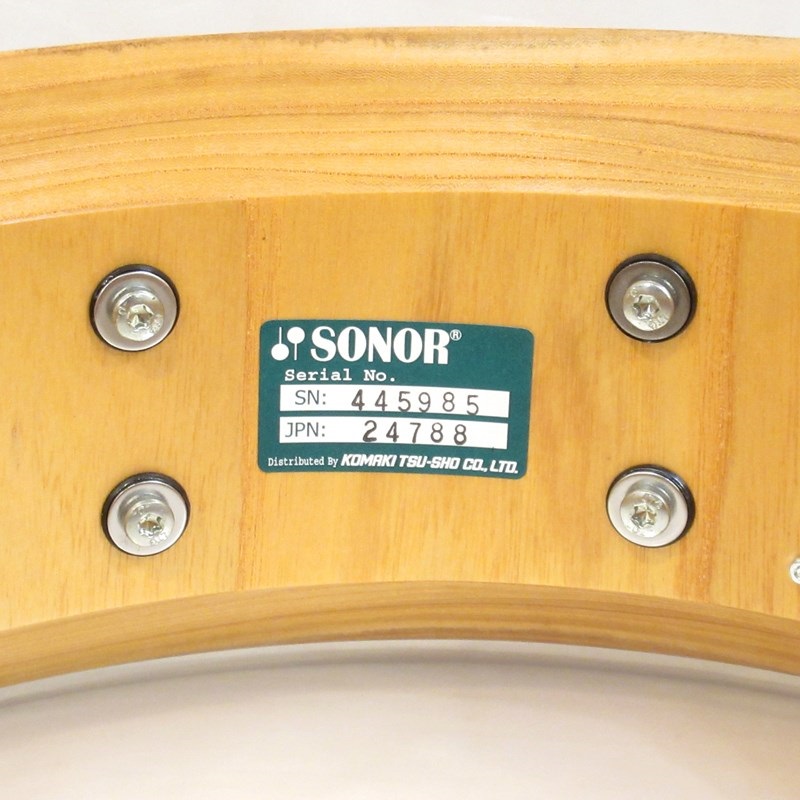 SONOR®
Serial No.
SN: 445985
JPN: 24788
Distributed By KOMAKI TSU-SHO CO., LTD.